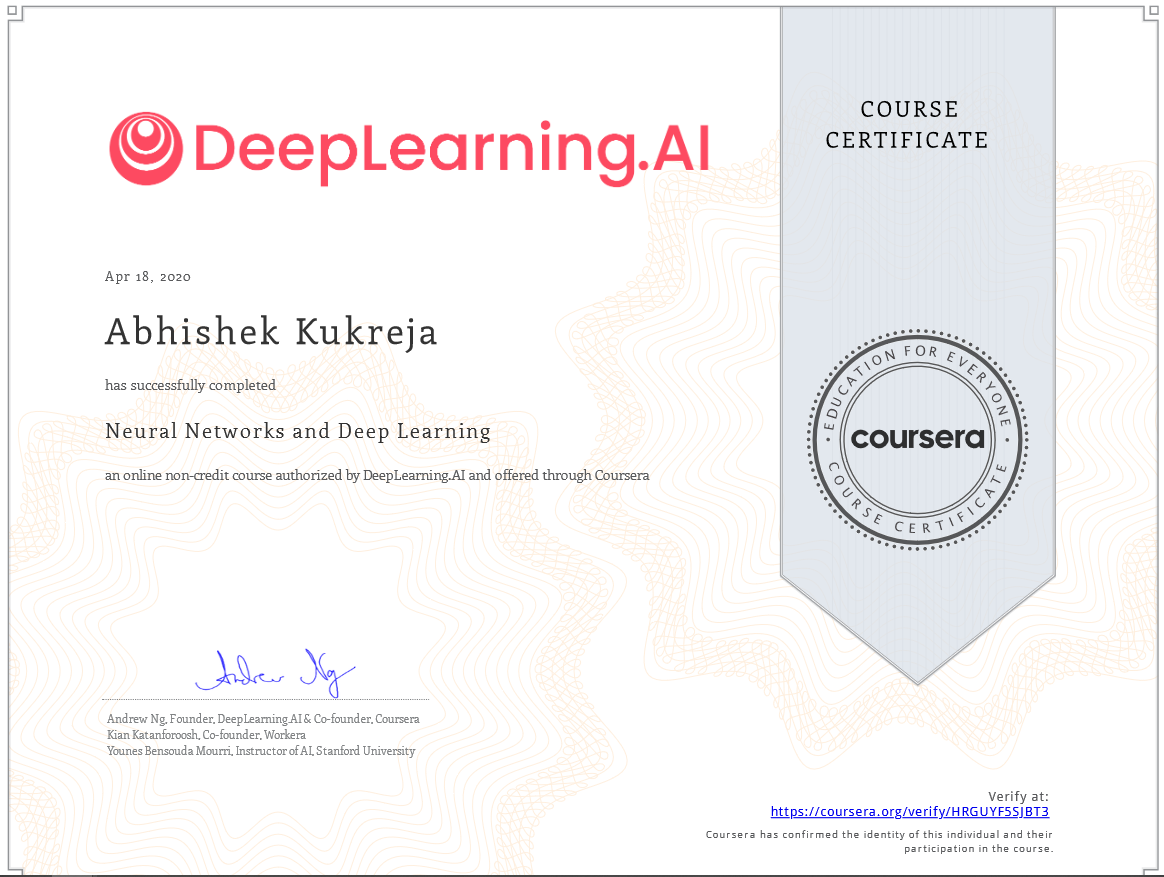 DeepLearning.AI
COURSE
CERTIFICATE
Apr 18, 2020
Abhishek Kukreja
has successfully completed
Neural Networks and Deep Learning
an online non-credit course authorized by DeepLearning.AI and offered through Coursera
EDUCATION FOR EVERYONE
coursera
COURSE CERTIFICATE
Andrew Ng
Andrew Ng, Founder, DeepLearning.AI & Co-founder, Coursera
Kian Katanforoosh, Co-founder, Workera
Younes Bensouda Mourri, Instructor of AI, Stanford University
Verify at:
https://coursera.org/verify/HRGUYF5SJBT3
Coursera has confirmed the identity of this individual and their
participation in the course.